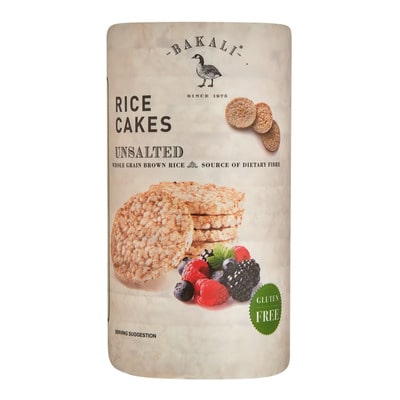 -BAKALI-
SINCE 1975
RICE
CAKES
UNSALTED
WHOLE GRAIN BROWN RICE SOURCE OF DIETARY FIBRE
GLUTEN
FREE
SERVING SUGGESTION